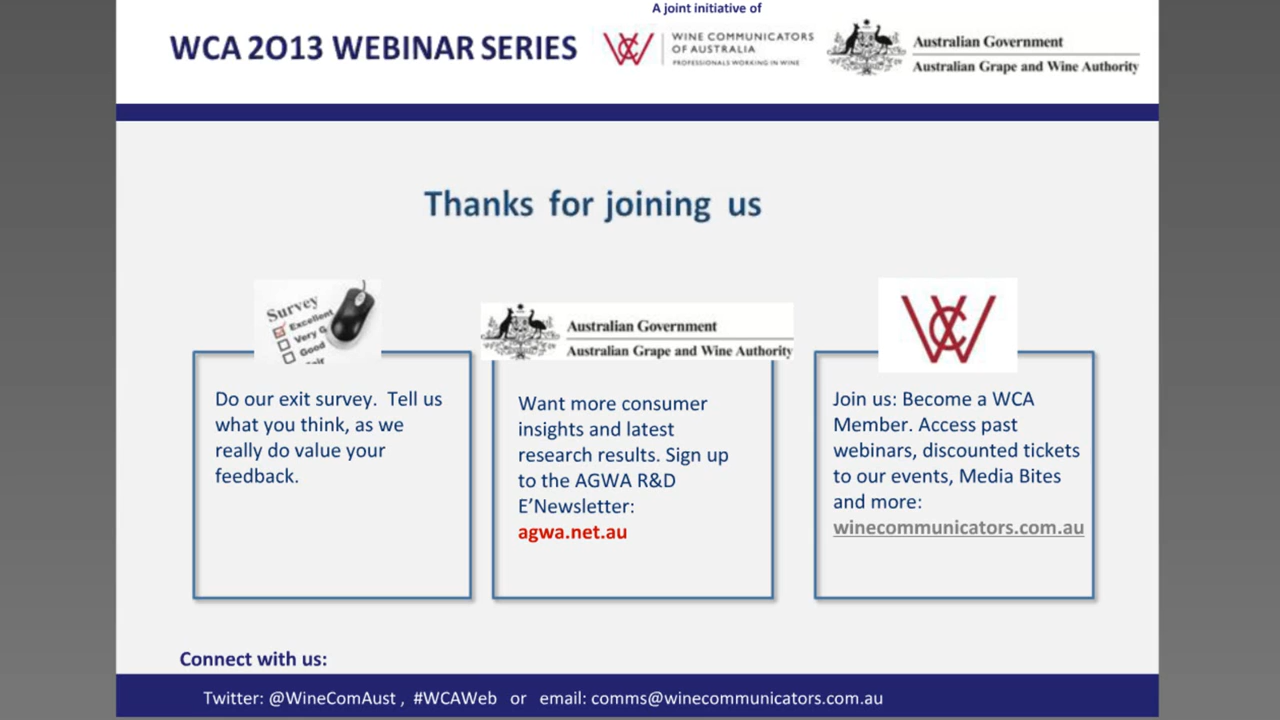 A joint initiative of
WCA 2013 WEBINAR SERIES
WINE COMMUNICATORS
OF AUSTRALIA
PROFESSIONALS WORKING IN WINE
Australian Government
Australian Grape and Wine Authority
Thanks for joining us
Survey
Excellent
Very G
Good
Do our exit survey. Tell us
what you think, as we
really do value your
feedback.
Australian Government
Australian Grape and Wine Authority
Want more consumer
insights and latest
research results. Sign up
to the AGWA R&D
E’Newsletter:
agwa.net.au
WCA
Join us: Become a WCA
Member. Access past
webinars, discounted tickets
to our events, Media Bites
and more:
winecommunicators.com.au
Connect with us:
Twitter: @WineComAust , #WCAWeb or email: comms@winecommunicators.com.au